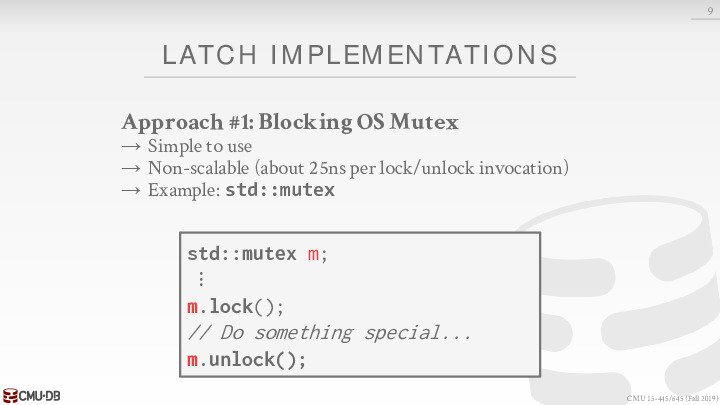 9
LATCH IMPLEMENTATIONS
Approach #1: Blocking OS Mutex
→ Simple to use
→ Non-scalable (about 25ns per lock/unlock invocation)
→ Example: std::mutex
std::mutex m;
⋮
m.lock();
// Do something special...
m.unlock();
CMU·DB
CMU 15-445/645 (Fall 2019)